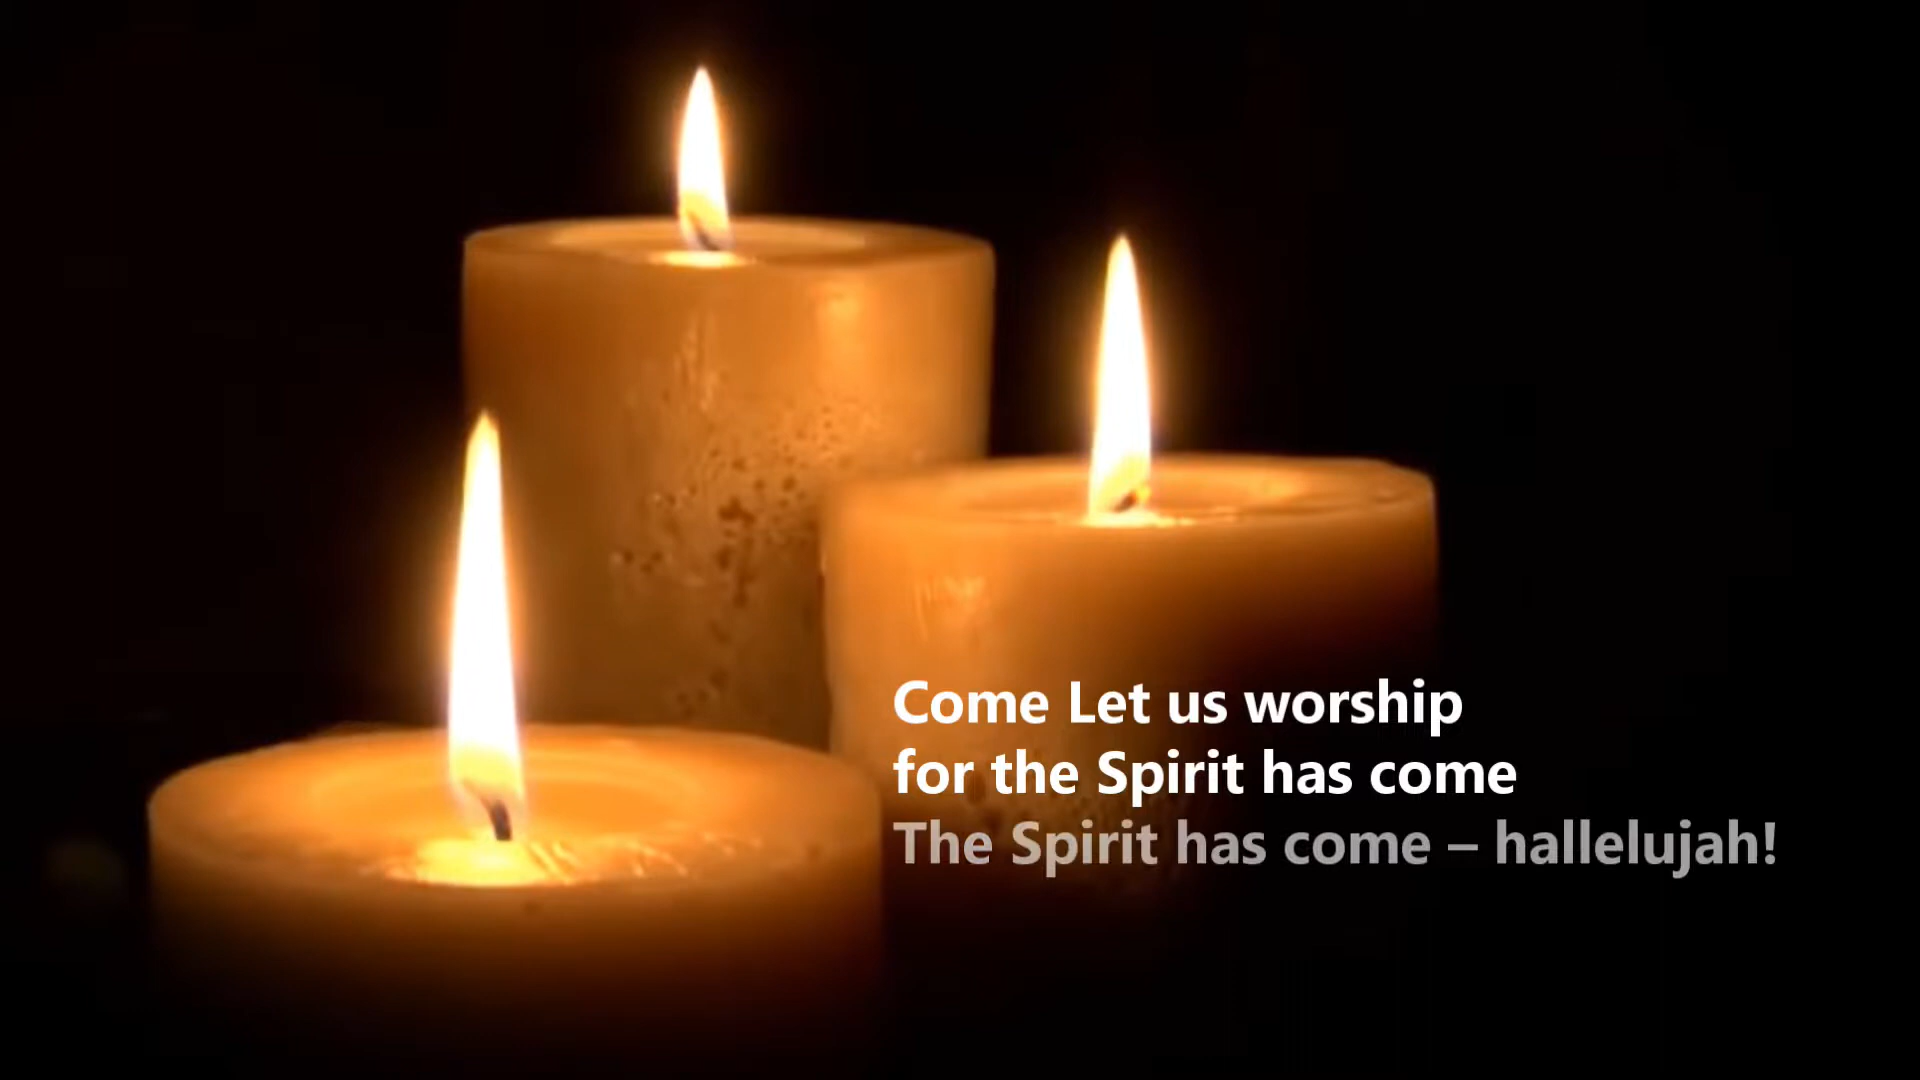 Come Let us worship
for the Spirit has come
The Spirit has come – hallelujah!